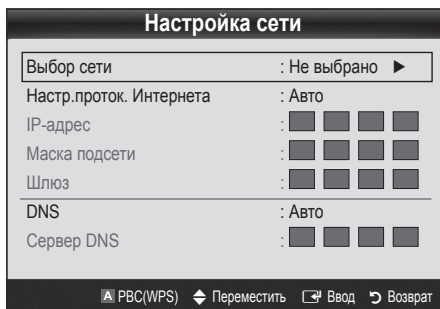 Настройка сети
Выбор сети : Не выбрано ►
Настр.проток. Интернета : Авто
IP-адрес :
Маска подсети :
Шлюз :
DNS : Авто
Сервер DNS :
A PBC(WPS) Переместить Ввод Возврат